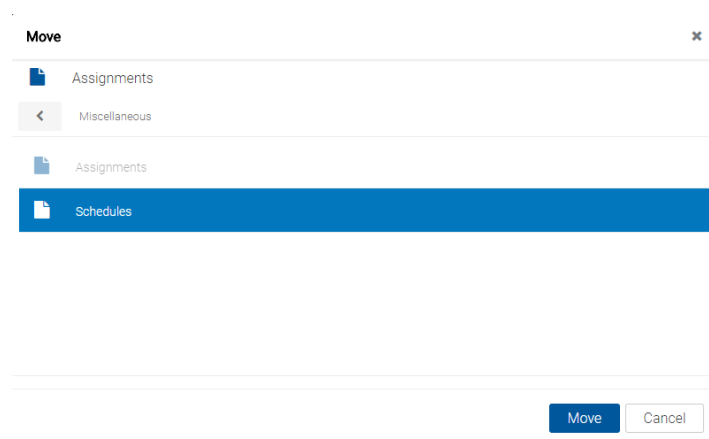 Move
Assignments
Miscellaneous
Assignments
Schedules
Move Cancel